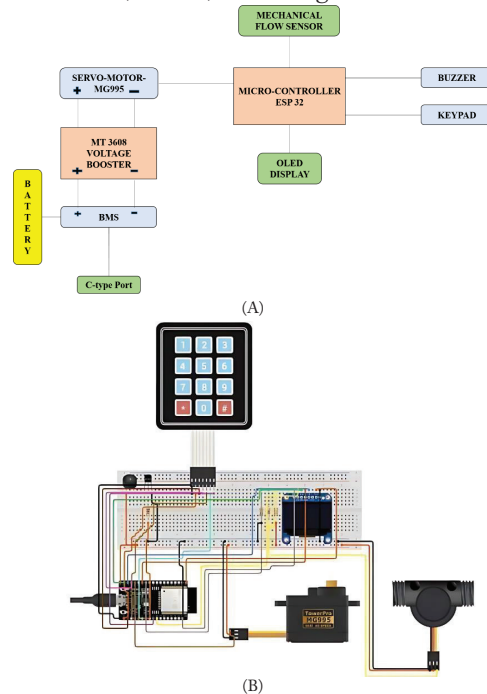 MECHANICAL
FLOW SENSOR
SERVO-MOTOR-
MG995
+ −
MICRO-CONTROLLER
ESP 32
BUZZER
KEYPAD
MT 3608
VOLTAGE
BOOSTER
+ −
OLED
DISPLAY
B
A
T
T
E
R
Y
+ −
BMS
C-type Port
(A)
1 2 3
4 5 6
7 8 9
* 0 #
TowerPro
MG995
(B)